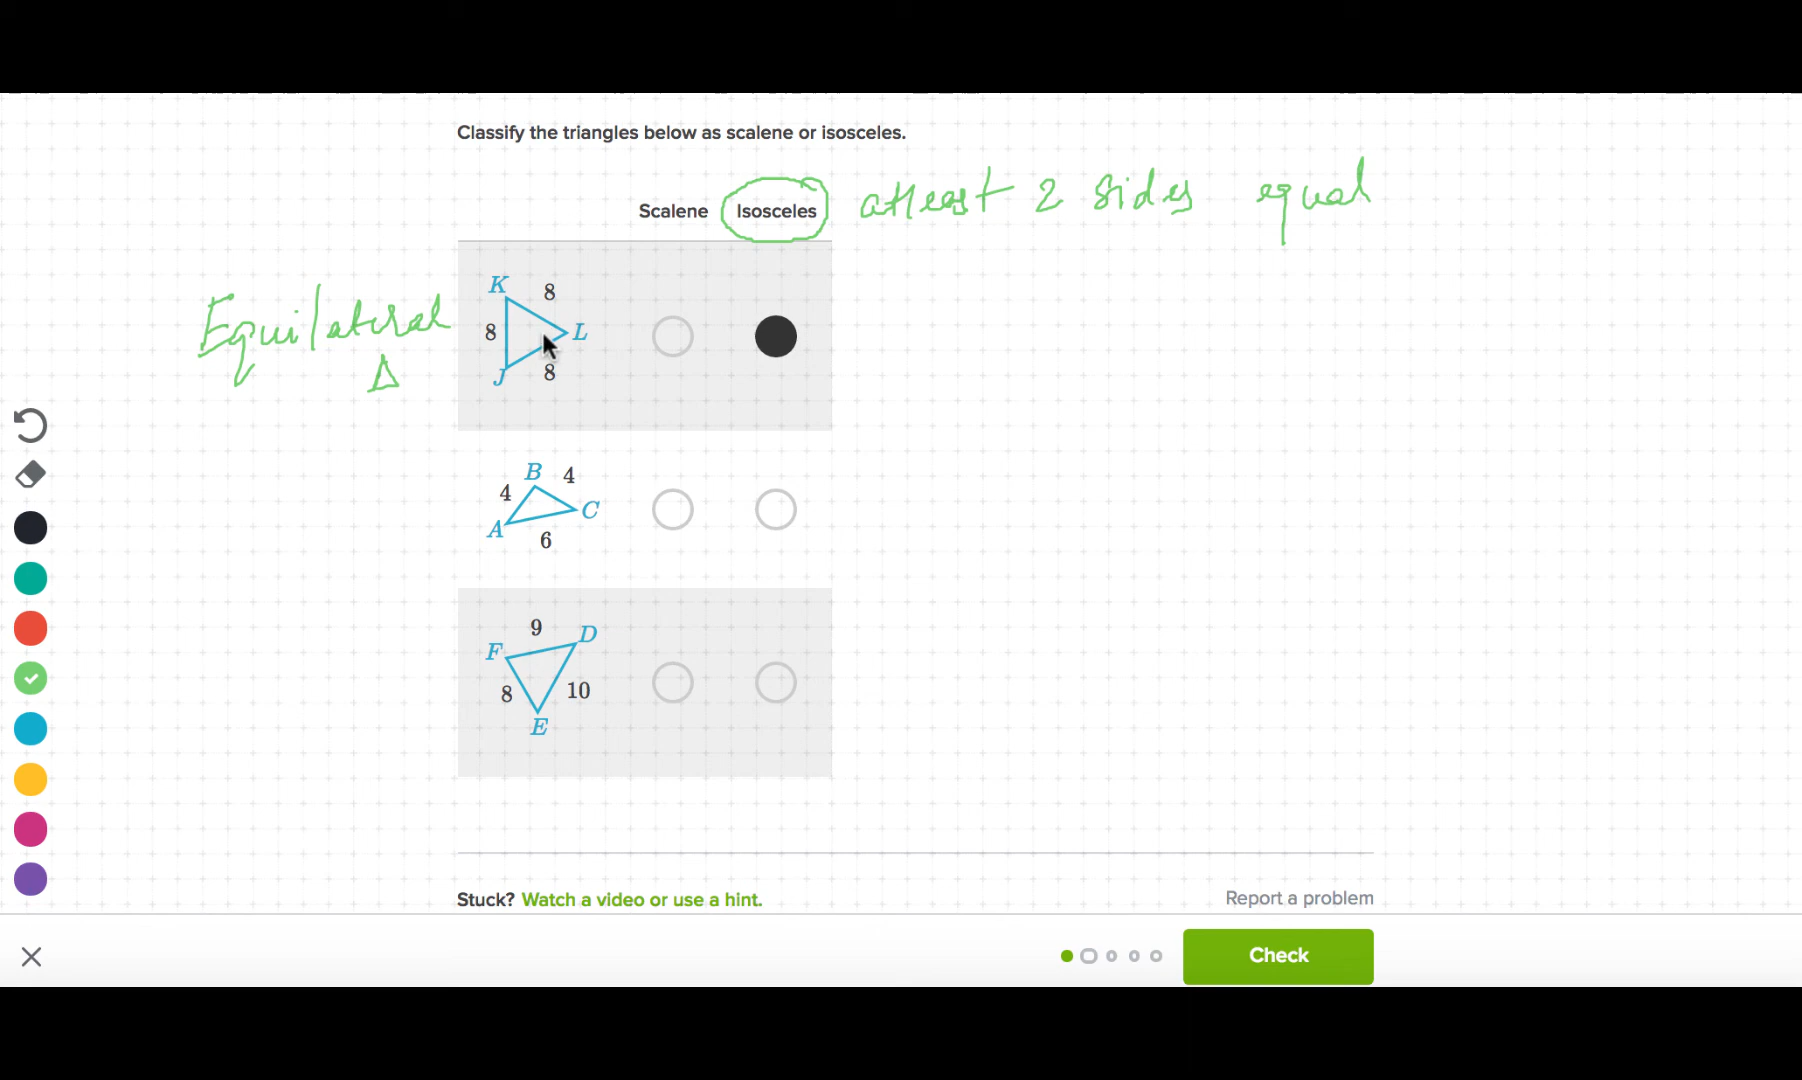 Classify the triangles below as scalene or isosceles.
Scalene Isosceles atleast 2 sides equal
Equilateral
Δ
K 8
8 L
J 8
B 4
4 C
A 6
9 D
F
8 10
E
Stuck? Watch a video or use a hint. Report a problem
Check